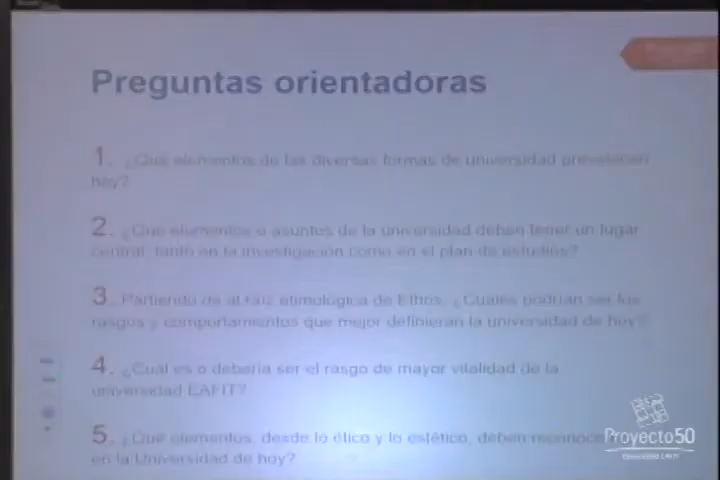 Preguntas orientadoras
1. ¿Qué elementos de las diversas formas de universidad prevalecen
hoy?
2. ¿Qué elementos o asuntos de la universidad deben tener un lugar
central, tanto en la investigación como en el plan de estudios?
3. Partiendo de al raíz etimológica de Ethos, ¿Cuáles podrían ser los
rasgos y comportamientos que mejor definieran la universidad de hoy?
4. ¿Cuál es o debería ser el rasgo de mayor vitalidad de la
universidad EAFIT?
5. ¿Qué elementos, desde lo ético y lo estético, deben
en la Universidad de hoy?
Proyecto50